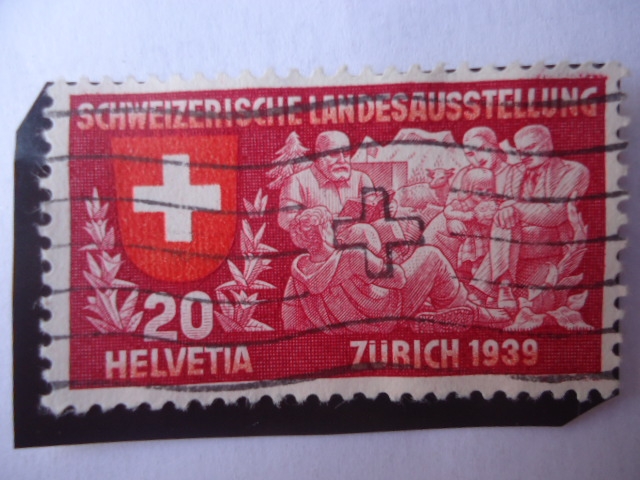 SCHWEIZERISCHE LANDESAUSSTELLUNG
20
HELVETIA ZÜRICH 1939